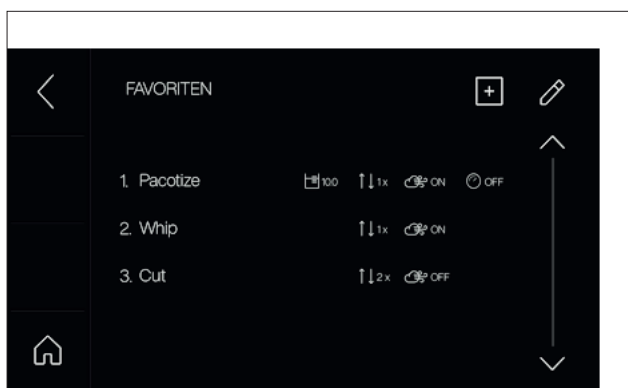 FAVORITEN
1. Pacotize 100 1x ON OFF
2. Whip 1x ON
3. Cut 2x OFF